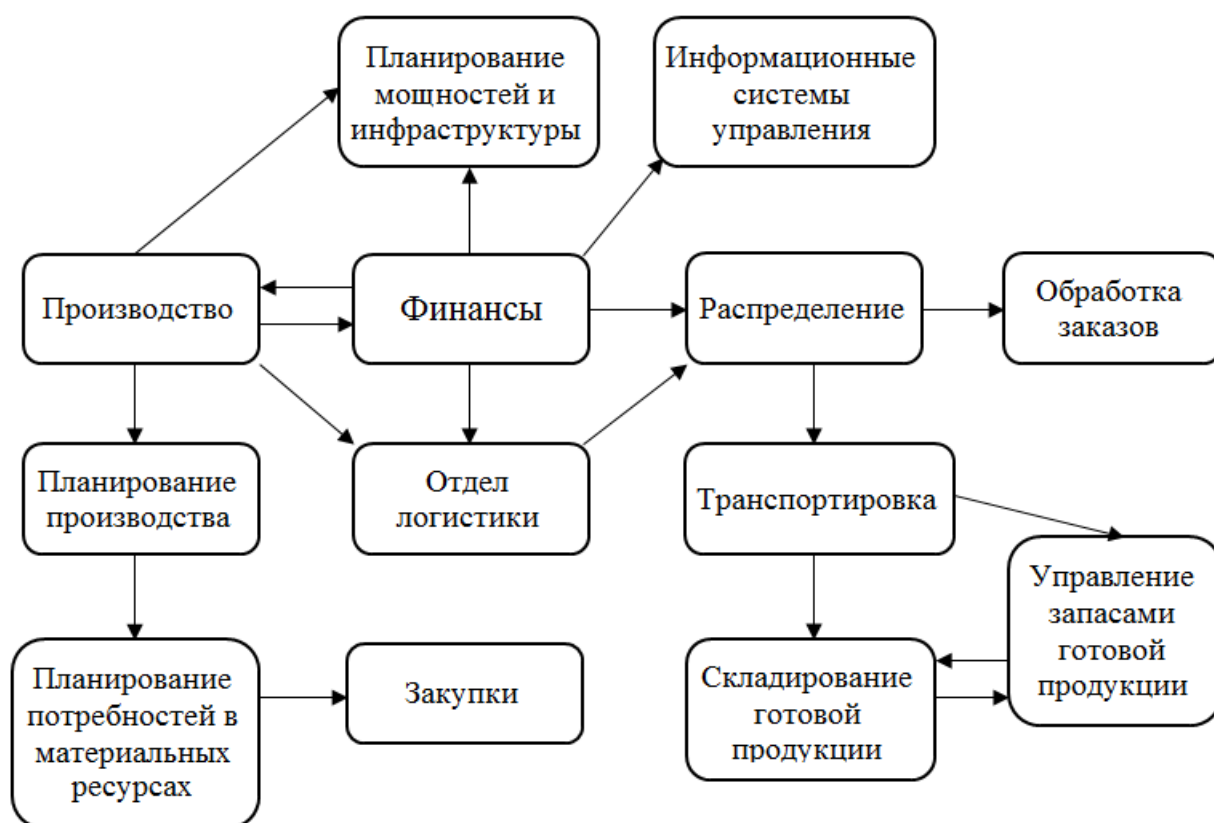 Планирование
мощностей и
инфраструктуры
Информационные
системы
управления
Производство
Финансы
Распределение
Обработка
заказов
Планирование
производства
Отдел
логистики
Транспортировка
Управление
запасами
готовой
продукции
Планирование
потребностей в
материальных
ресурсах
Закупки
Складирование
готовой
продукции